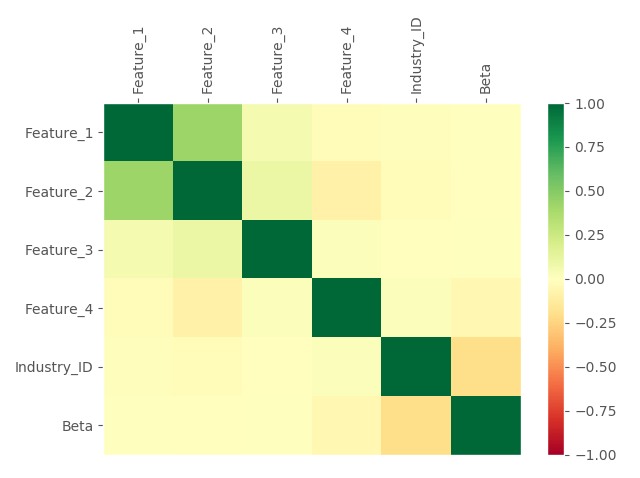 Feature_1
Feature_2
Feature_3
Feature_4
Industry_ID
Beta
Feature_1
Feature_2
Feature_3
Feature_4
Industry_ID
Beta
1.00
0.75
0.50
0.25
0.00
−0.25
−0.50
−0.75
−1.00